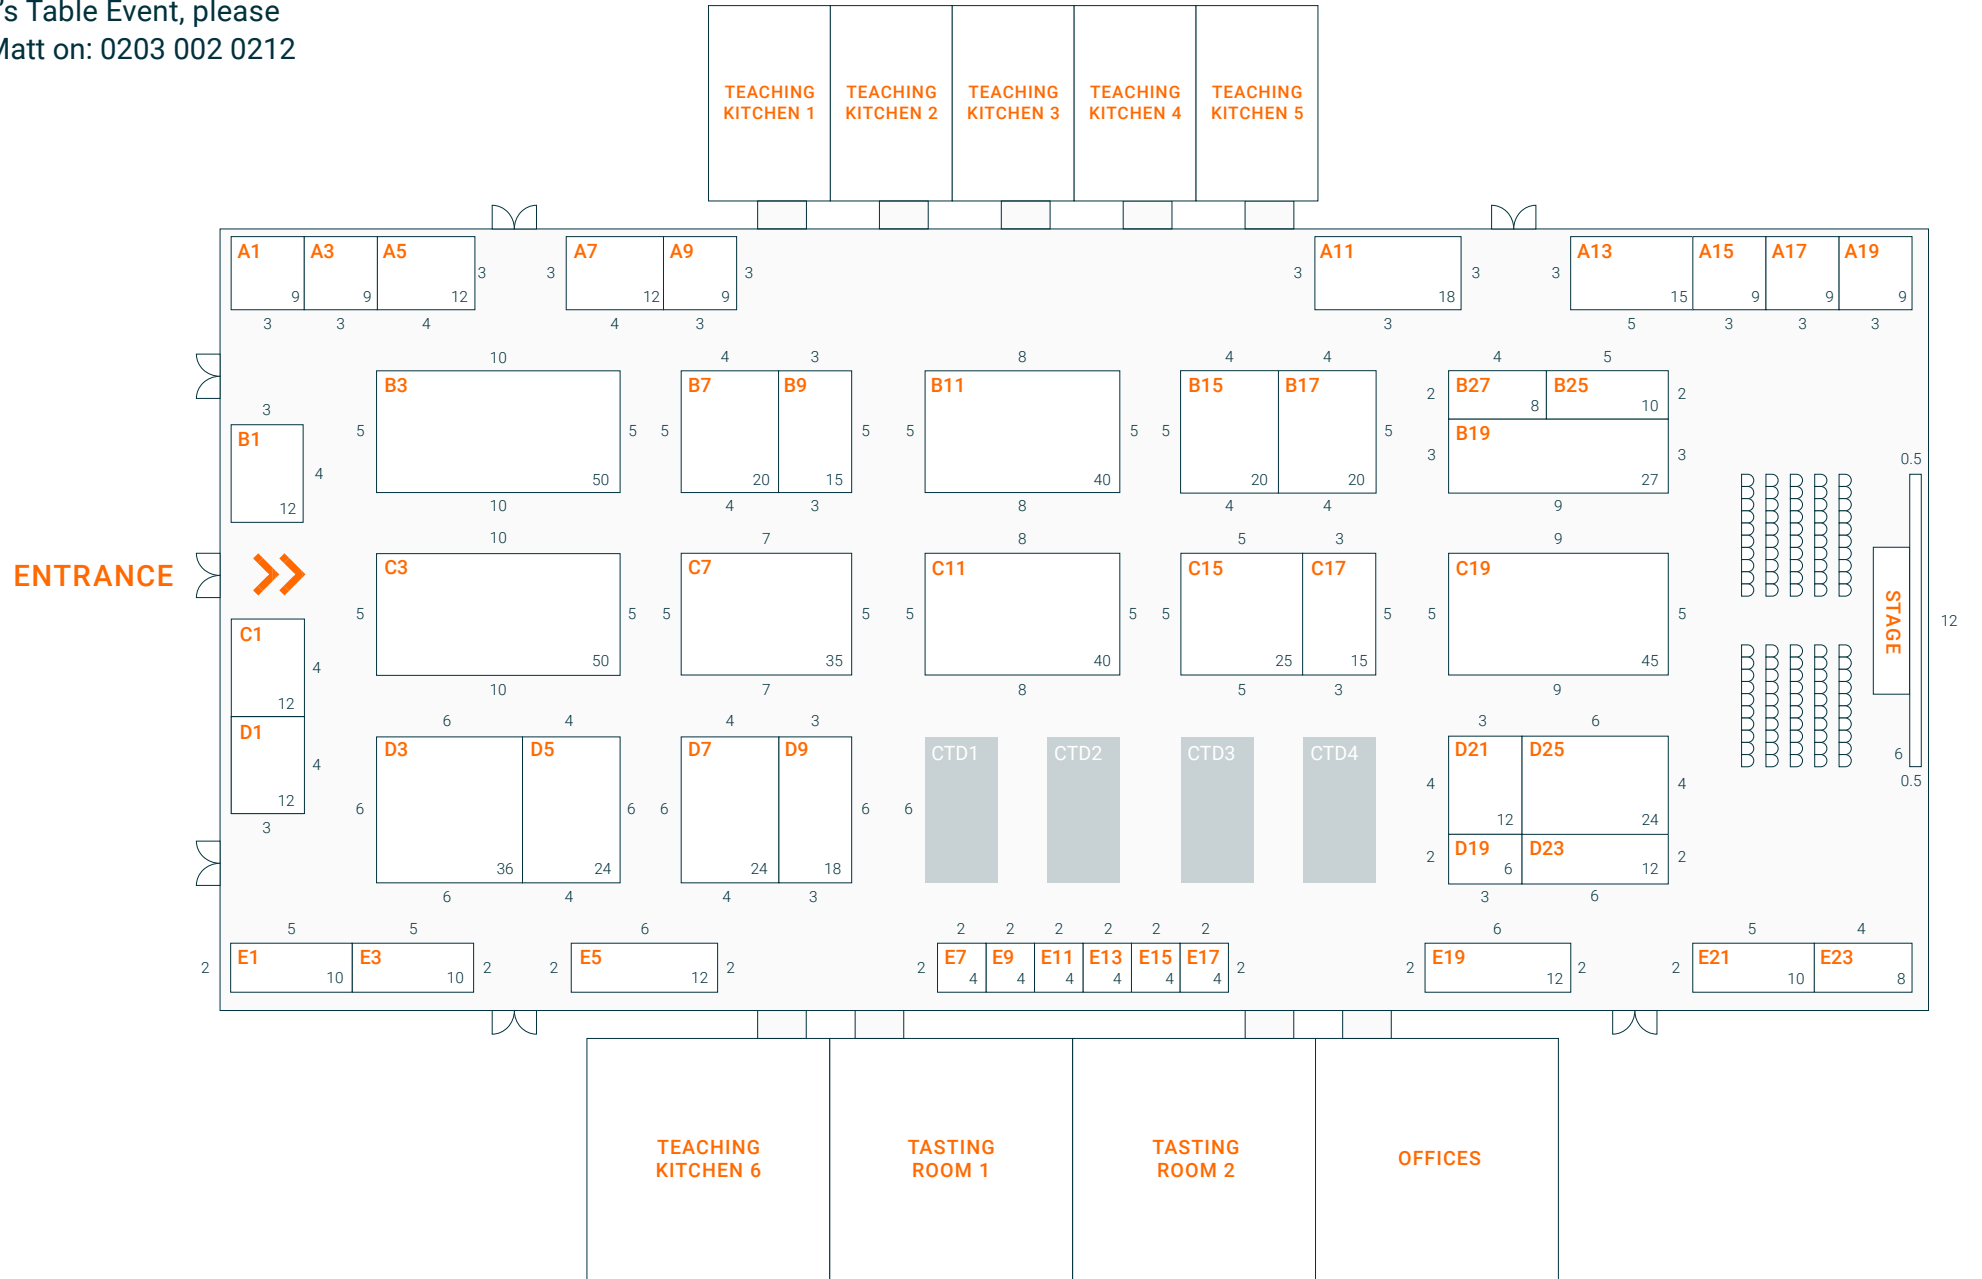 's Table Event, please
Matt on: 0203 002 0212
TEACHING KITCHEN 1
TEACHING KITCHEN 2
TEACHING KITCHEN 3
TEACHING KITCHEN 4
TEACHING KITCHEN 5
A1 9 A3 9 A5 12 3
3 A7 12 A9 9 3
3 A11 18 3
3 A13 15 A15 9 A17 9 A19 9
3 3 4 4 3 3 5 3 3 3
10 4 3 8 4 4 4 5
3
B1 12 4
5 B3 50 5
5 B7 20 B9 15 5
5 B11 40 5
5 B15 20 B17 20 5
2 B27 8 B25 10 2
3 B19 27 3
10 4 3 8 4 4 9
10 7 8 5 3 9
ENTRANCE
5 C3 50 5
5 C7 35 5
5 C11 40 5
5 C15 25 C17 15 5
5 C19 45 5
0.5
STAGE
12
6
0.5
C1 12 4
D1 12 4
3
10 7 8 5 3 9
6 4 4 3 3 6
6 D3 36 D5 24 6
6 D7 24 D9 18 6
6 CTD1
CTD2
CTD3
CTD4
4 D21 12 D25 24 4
2 D19 6 D23 12 2
6 4 4 3 3 6
5 5 6 2 2 2 2 2 2 6 5 4
2 E1 10 E3 10 2
2 E5 12 2
2 E7 4 E9 4 E11 4 E13 4 E15 4 E17 4 2
2 E19 12 2
2 E21 10 E23 8
TEACHING KITCHEN 6
TASTING ROOM 1
TASTING ROOM 2
OFFICES